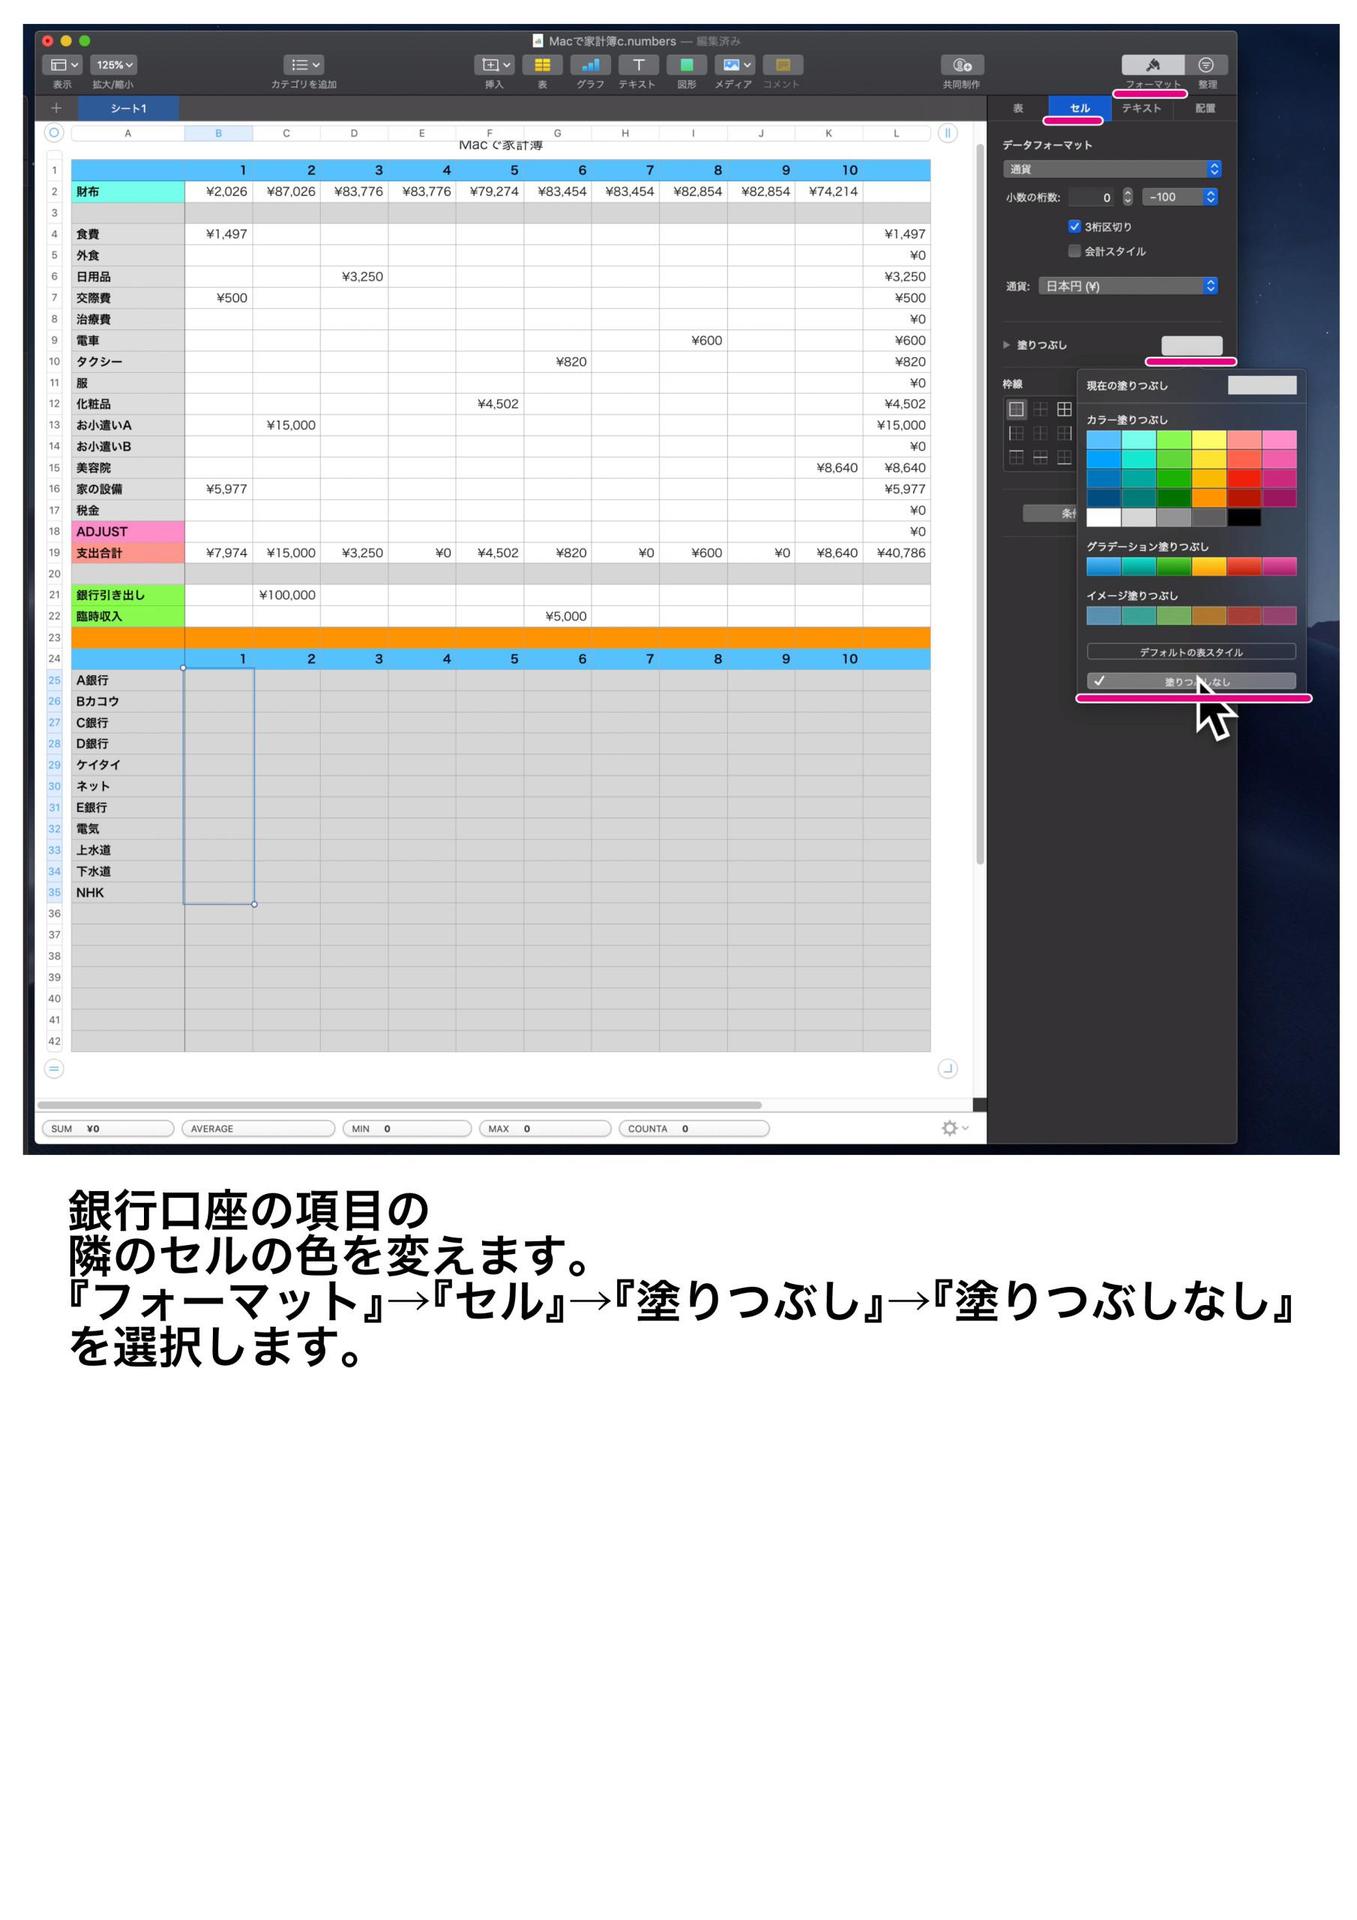 Macで家計簿c.numbers — 編集済み
125%
表示 拡大/縮小 カテゴリを追加 挿入 表 グラフ テキスト 図形 メディア コメント 共同制作 フォーマット 整理
+ シート1
表 セル テキスト 配置
A B C D E F G H I J K L
Macで家計簿
1 1 2 3 4 5 6 7 8 9 10
2 財布 ¥2,026 ¥87,026 ¥83,776 ¥83,776 ¥79,274 ¥83,454 ¥83,454 ¥82,854 ¥82,854 ¥74,214
3
4 食費 ¥1,497 ¥1,497
5 外食 ¥0
6 日用品 ¥3,250 ¥3,250
7 交際費 ¥500 ¥500
8 治療費 ¥0
9 電車 ¥600 ¥600
10 タクシー ¥820 ¥820
11 服 ¥0
12 化粧品 ¥4,502 ¥4,502
13 お小遣いA ¥15,000 ¥15,000
14 お小遣いB ¥0
15 美容院 ¥8,640 ¥8,640
16 家の設備 ¥5,977 ¥5,977
17 税金 ¥0
18 ADJUST ¥0
19 支出合計 ¥7,974 ¥15,000 ¥3,250 ¥0 ¥4,502 ¥820 ¥0 ¥600 ¥0 ¥8,640 ¥40,786
20
21 銀行引き出し ¥100,000
22 臨時収入 ¥5,000
23
24 1 2 3 4 5 6 7 8 9 10
25 A銀行
26 Bカコウ
27 C銀行
28 D銀行
29 ケイタイ
30 ネット
31 E銀行
32 電気
33 上水道
34 下水道
35 NHK
36
37
38
39
40
41
42
SUM ¥0 AVERAGE MIN 0 MAX 0 COUNTA 0
データフォーマット
通貨
小数の桁数: 0 -100
3桁区切り
会計スタイル
通貨: 日本円 (¥)
塗りつぶし
枠線
現在の塗りつぶし
カラー塗りつぶし
グラデーション塗りつぶし
イメージ塗りつぶし
デフォルトの表スタイル
塗りつぶしなし
銀行口座の項目の
隣のセルの色を変えます。
『フォーマット』→『セル』→『塗りつぶし』→『塗りつぶしなし』
を選択します。